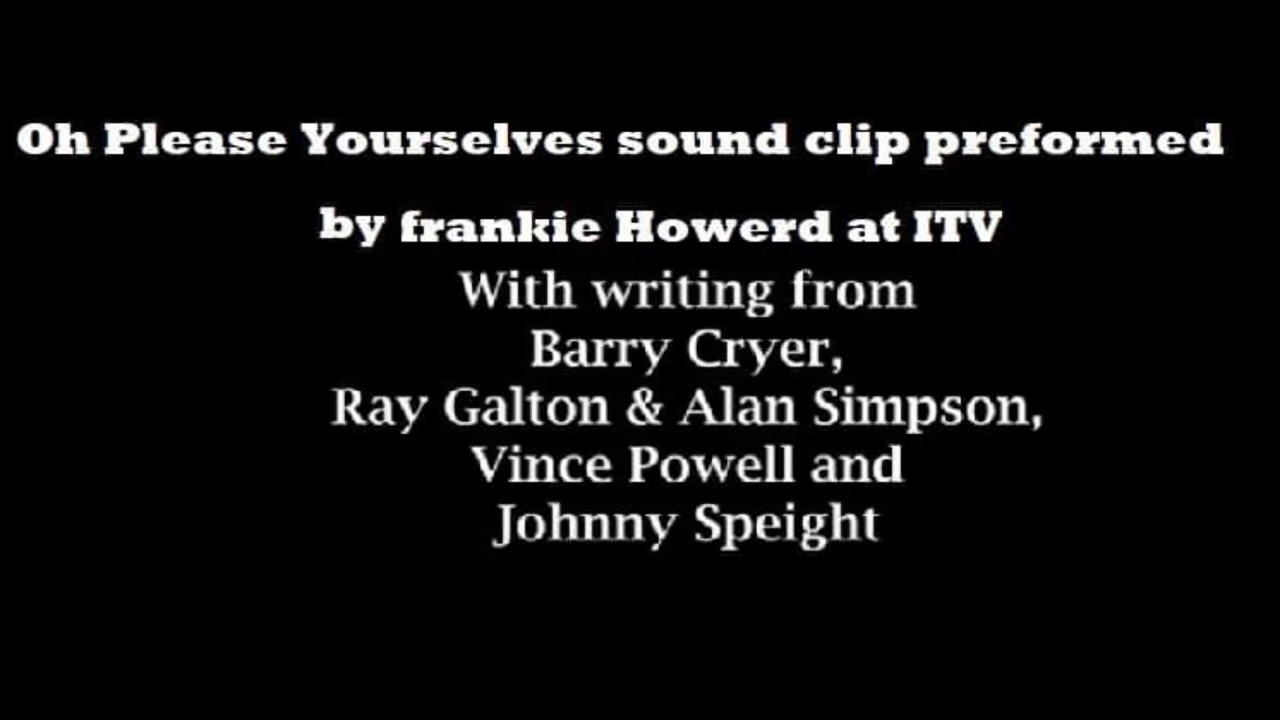 Oh Please Yourselves sound clip preformed
by frankie Howerd at ITV
With writing from
Barry Cryer,
Ray Galton & Alan Simpson,
Vince Powell and
Johnny Speight